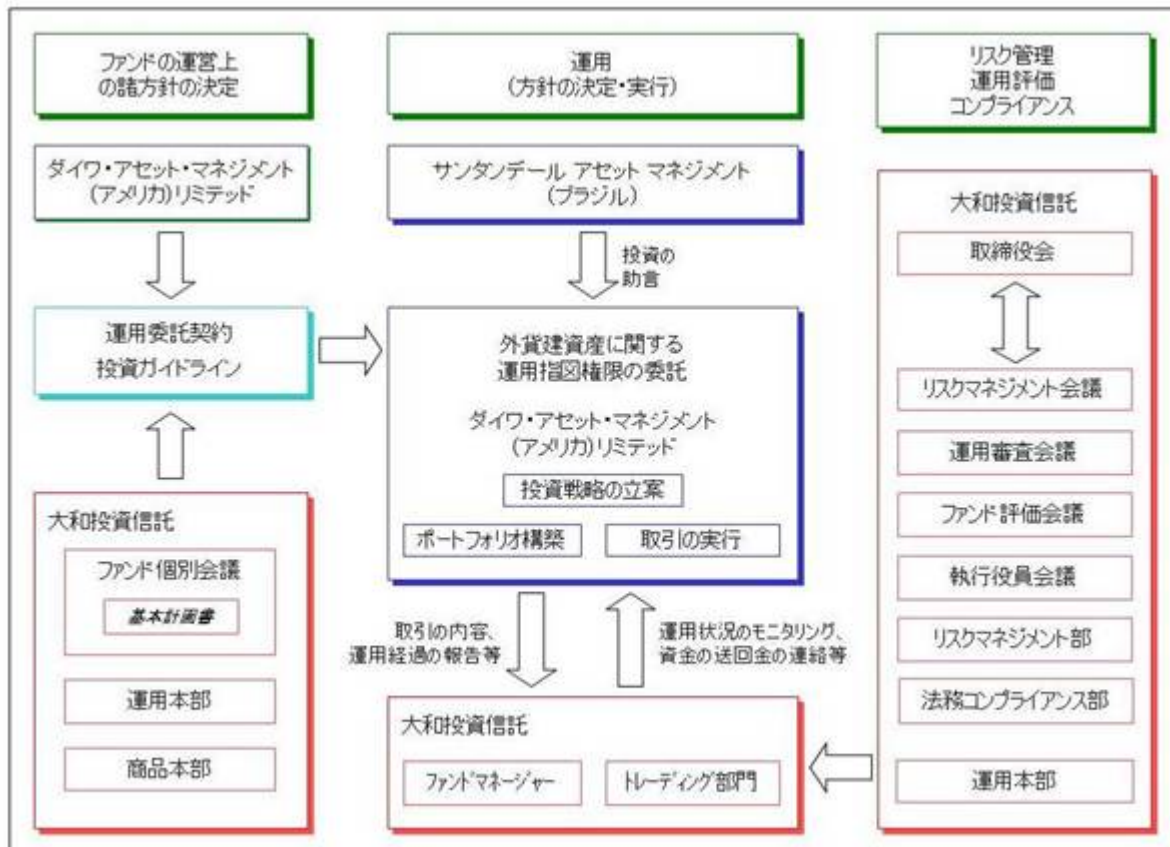 ファンドの運営上
の諸方針の決定
運用
(方針の決定・実行)
リスク管理
運用評価
コンプライアンス
ダイワ・アセット・マネジメント
(アメリカ)リミテッド
サンタンデール アセット マネジメント
(ブラジル)
投資の
助言
運用委託契約
投資ガイドライン
外貨建資産に関する
運用指図権限の委託
ダイワ・アセット・マネジメント
(アメリカ)リミテッド
投資戦略の立案
ポートフォリオ構築
取引の実行
大和投資信託
ファンド個別会議
基本計画書
運用本部
商品本部
取引の内容、
運用経過の報告等
運用状況のモニタリング、
資金の送回金の連絡等
大和投資信託
ファンドマネージャー
トレーディング部門
大和投資信託
取締役会
リスクマネジメント会議
運用審査会議
ファンド評価会議
執行役員会議
リスクマネジメント部
法務コンプライアンス部
運用本部